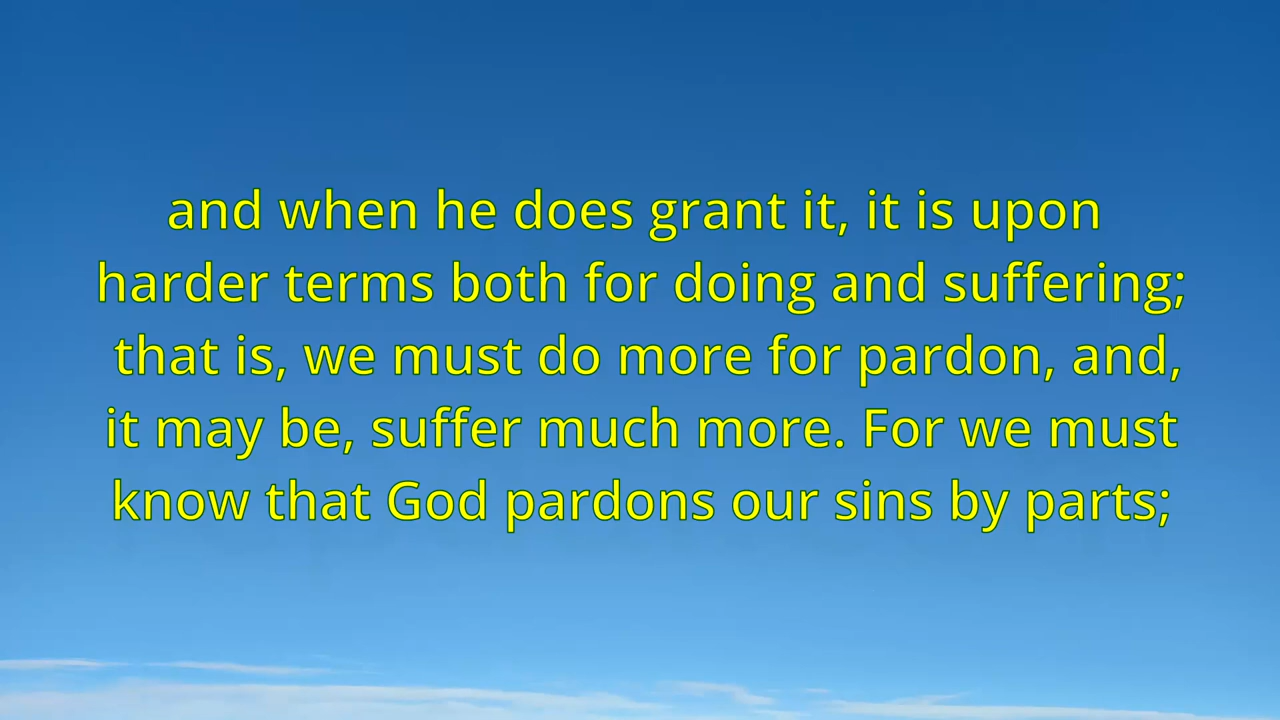 and when he does grant it, it is upon
harder terms both for doing and suffering;
that is, we must do more for pardon, and,
it may be, suffer much more. For we must
know that God pardons our sins by parts;